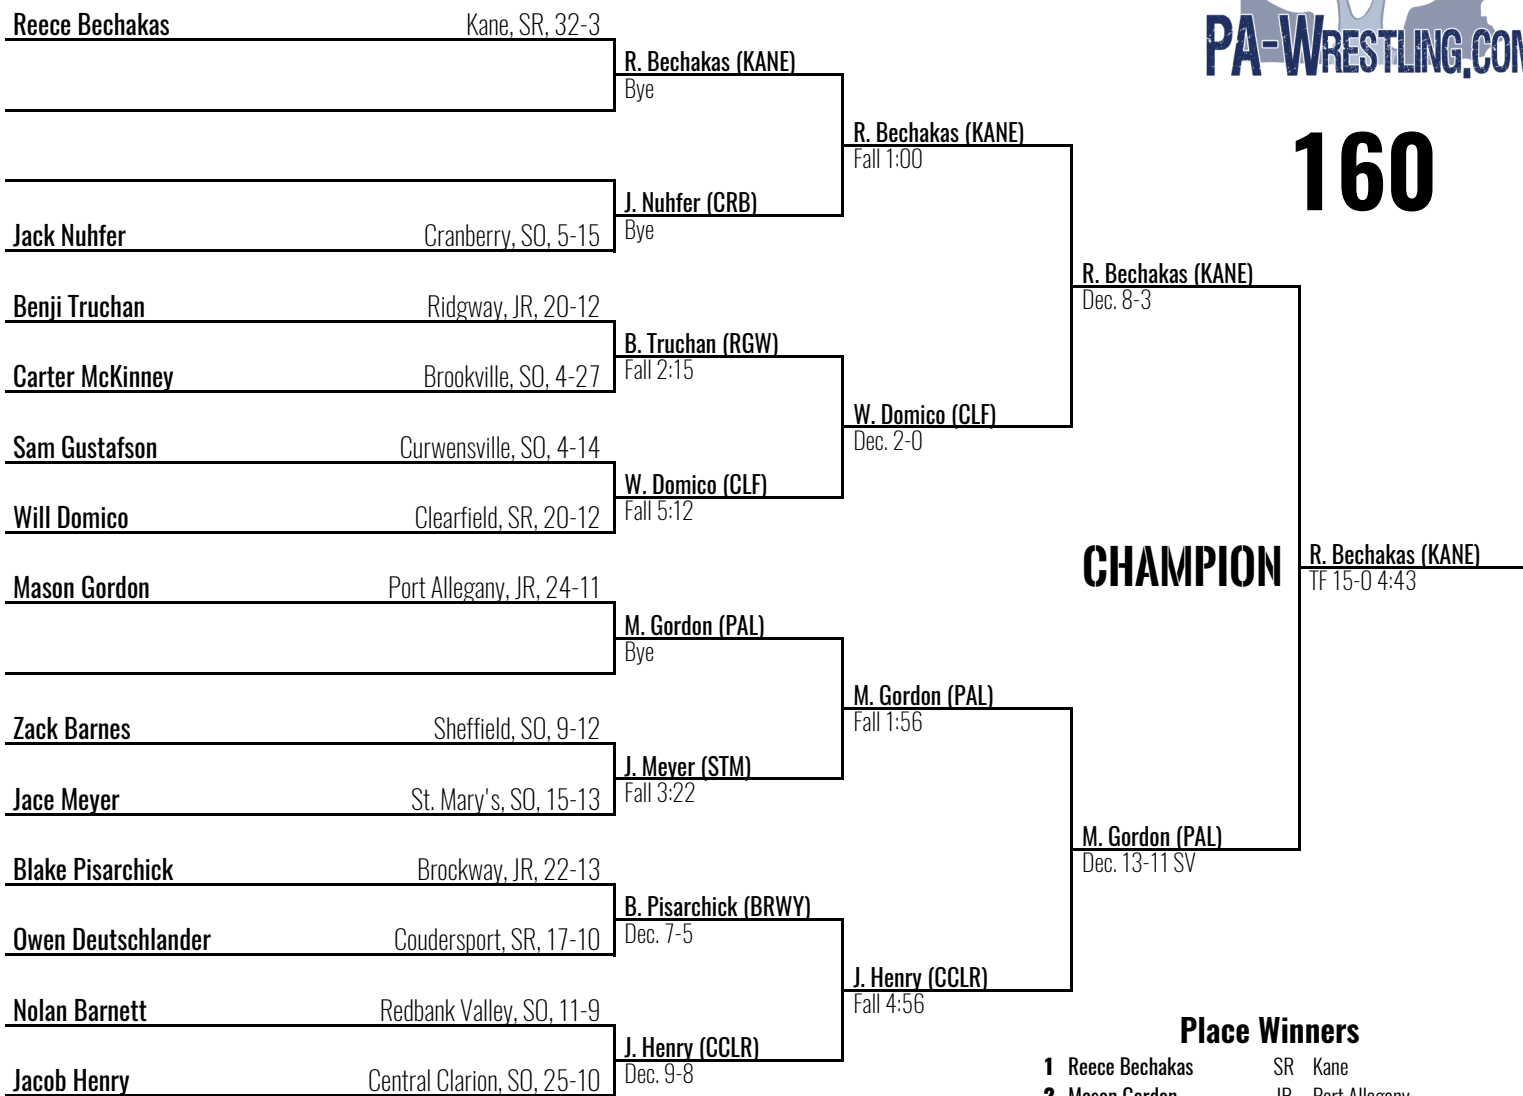 PA-WRESTLING.COM
160
Reece Bechakas Kane, SR, 32-3
R. Bechakas (KANE)
Bye
R. Bechakas (KANE)
Fall 1:00
J. Nuhfer (CRB)
Jack Nuhfer Cranberry, SO, 5-15
Bye
R. Bechakas (KANE)
Dec. 8-3
Benji Truchan Ridgway, JR, 20-12
B. Truchan (RGW)
Fall 2:15
Carter McKinney Brookville, SO, 4-27
W. Domico (CLF)
Dec. 2-0
Sam Gustafson Curwensville, SO, 4-14
W. Domico (CLF)
Fall 5:12
Will Domico Clearfield, SR, 20-12
CHAMPION
R. Bechakas (KANE)
TF 15-0 4:43
Mason Gordon Port Allegany, JR, 24-11
M. Gordon (PAL)
Bye
M. Gordon (PAL)
Fall 1:56
Zack Barnes Sheffield, SO, 9-12
J. Meyer (STM)
Fall 3:22
Jace Meyer St. Mary's, SO, 15-13
M. Gordon (PAL)
Dec. 13-11 SV
Blake Pisarchick Brockway, JR, 22-13
B. Pisarchick (BRWY)
Dec. 7-5
Owen Deutschlander Coudersport, SR, 17-10
J. Henry (CCLR)
Fall 4:56
Nolan Barnett Redbank Valley, SO, 11-9
J. Henry (CCLR)
Dec. 9-8
Jacob Henry Central Clarion, SO, 25-10
Place Winners
1 Reece Bechakas SR Kane
2 Mason Gordon JR Port Allegany